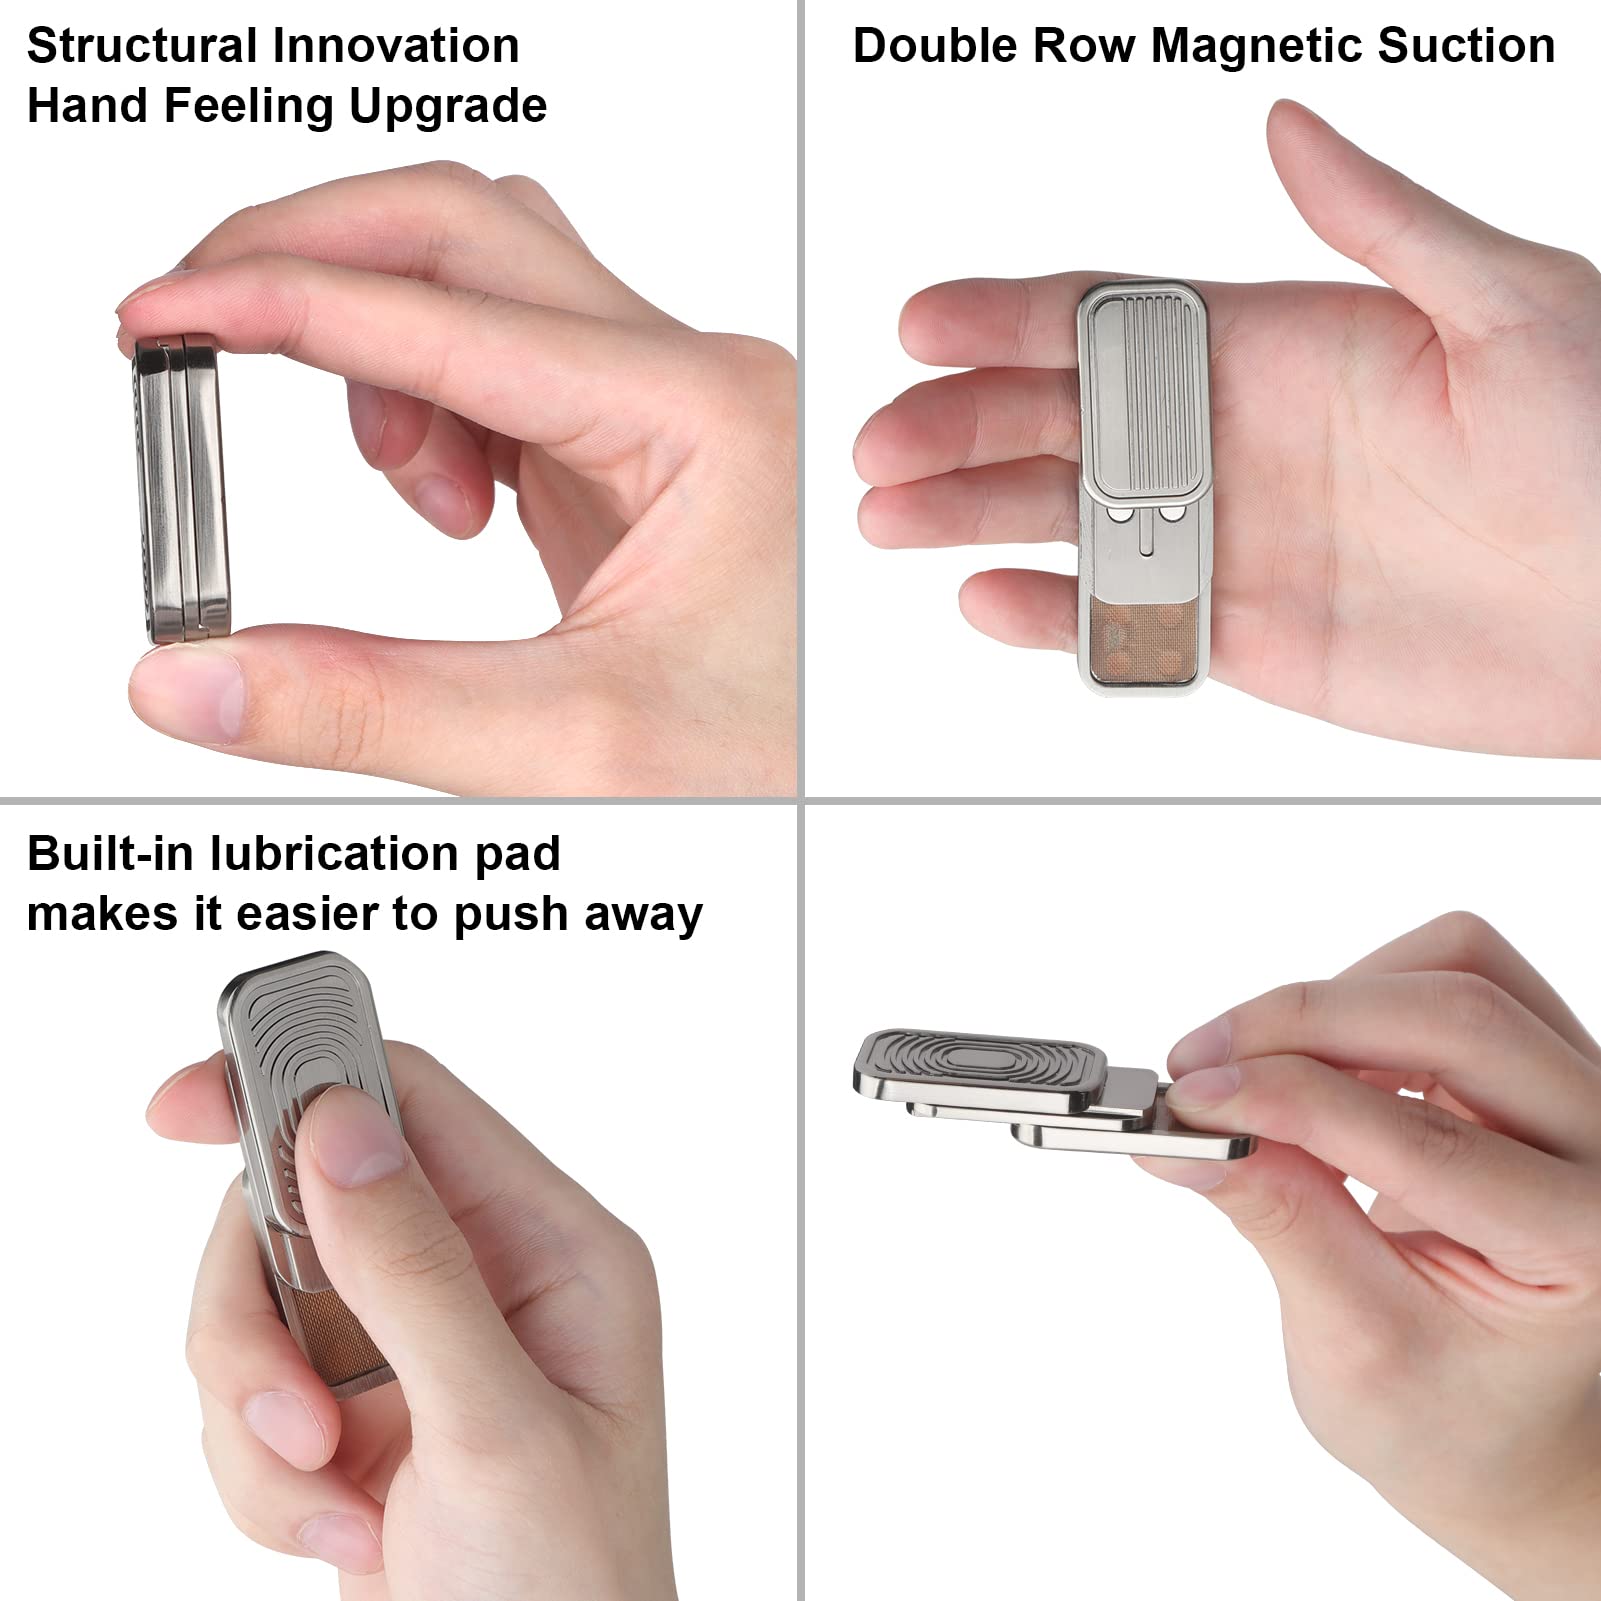 Structural Innovation
Hand Feeling Upgrade
Double Row Magnetic Suction
Built-in lubrication pad
makes it easier to push away